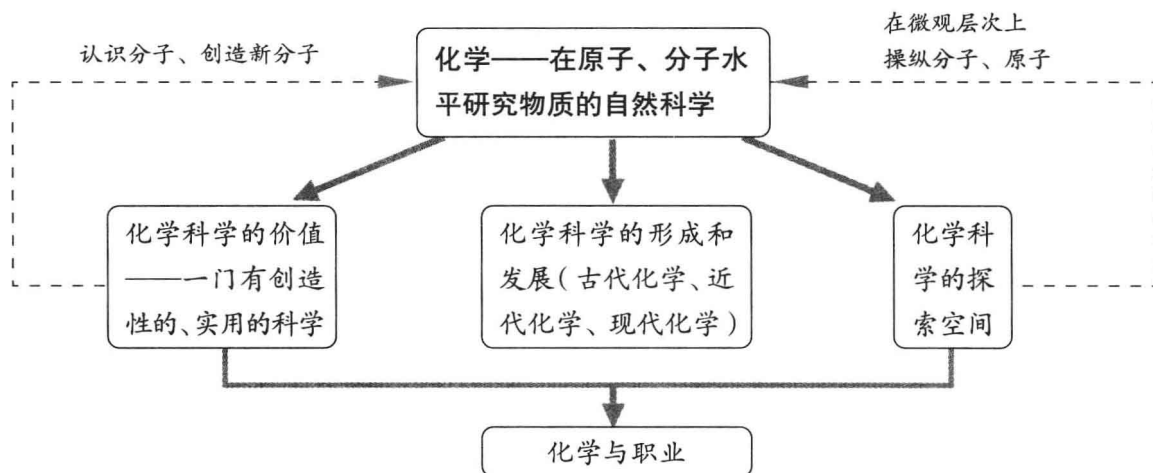 认识分子、创造新分子
化学——在原子、分子水
平研究物质的自然科学
在微观层次上
操纵分子、原子
化学科学的价值
——一门有创造
性的、实用的科学
化学科学的形成和
发展(古代化学、近
代化学、现代化学)
化学科
学的探
索空间
化学与职业